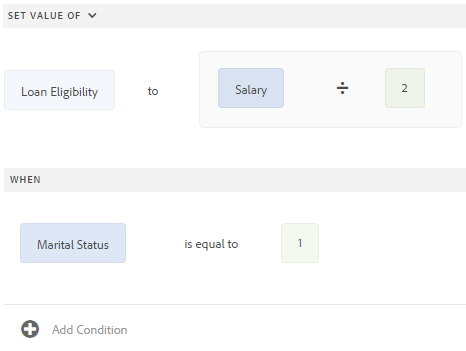 SET VALUE OF
Loan Eligibility to Salary ÷ 2
WHEN
Marital Status is equal to 1
Add Condition